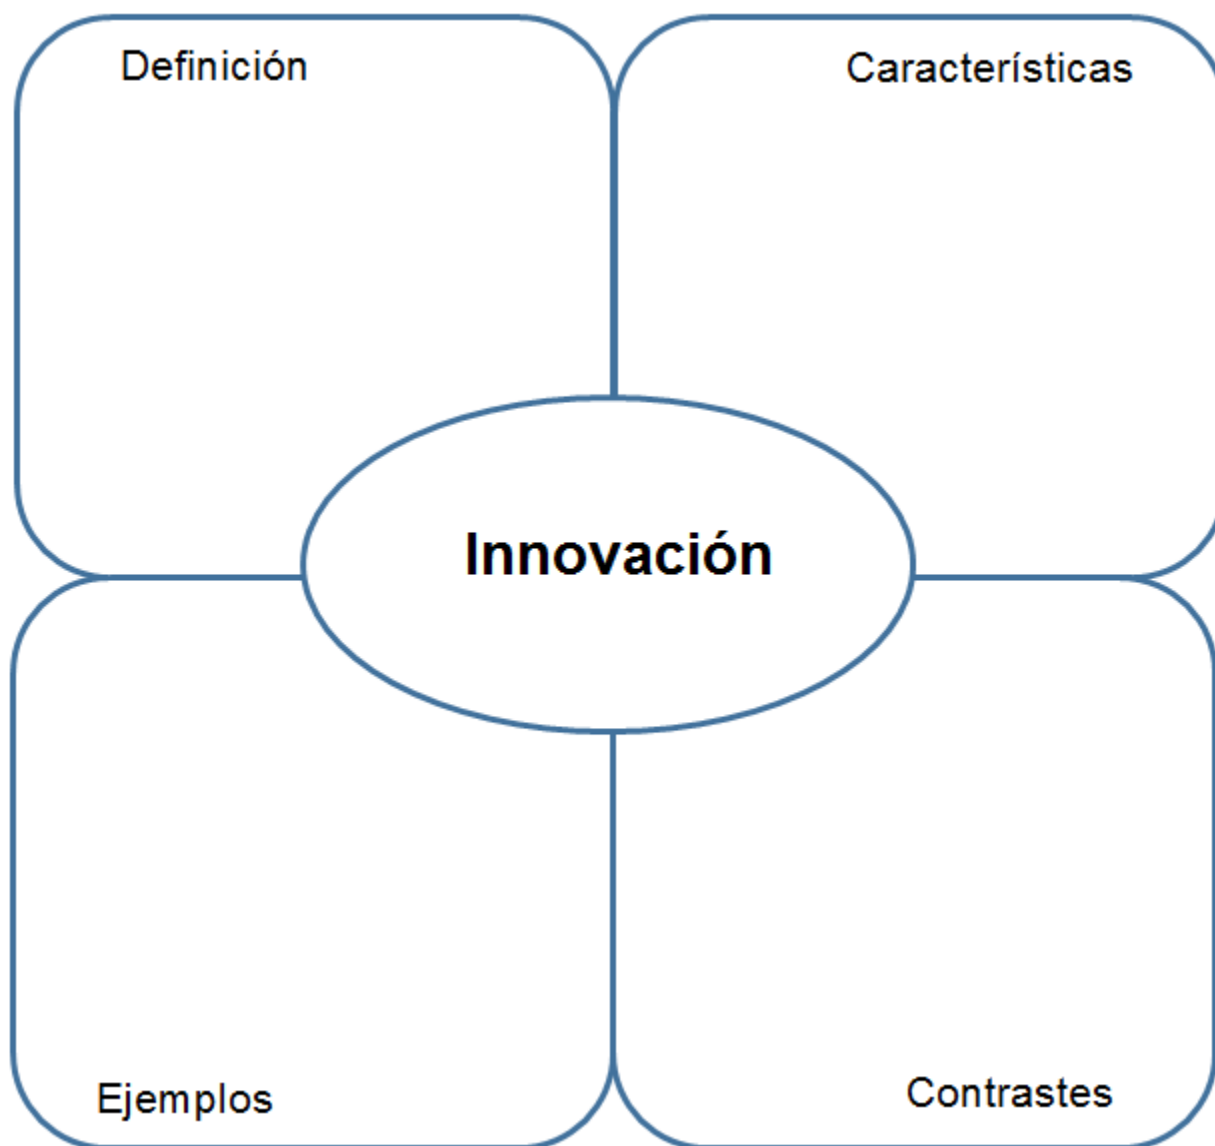 Definición
Características
Innovación
Ejemplos
Contrastes